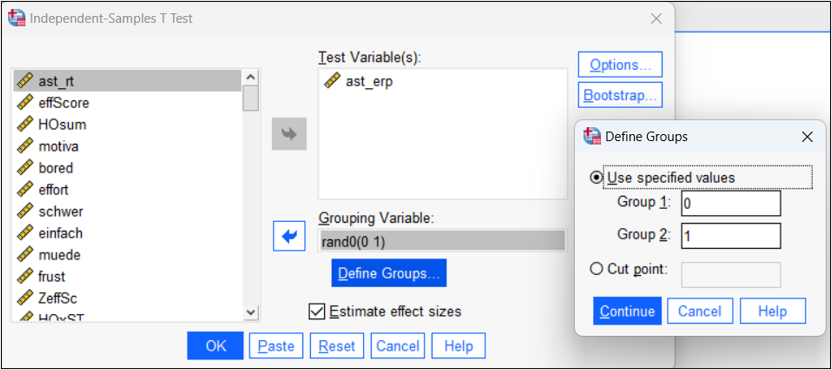 Independent-Samples T Test
ast_rt
effScore
HOsum
motiva
bored
effort
schwer
einfach
muede
frust
ZeffSc
HOxST
Test Variable(s):
ast_erp
Grouping Variable:
rand0(0 1)
Define Groups...
Estimate effect sizes
Options...
Bootstrap...
OK
Paste
Reset
Cancel
Help
Define Groups
Use specified values
Group 1: 0
Group 2: 1
Cut point:
Continue
Cancel
Help